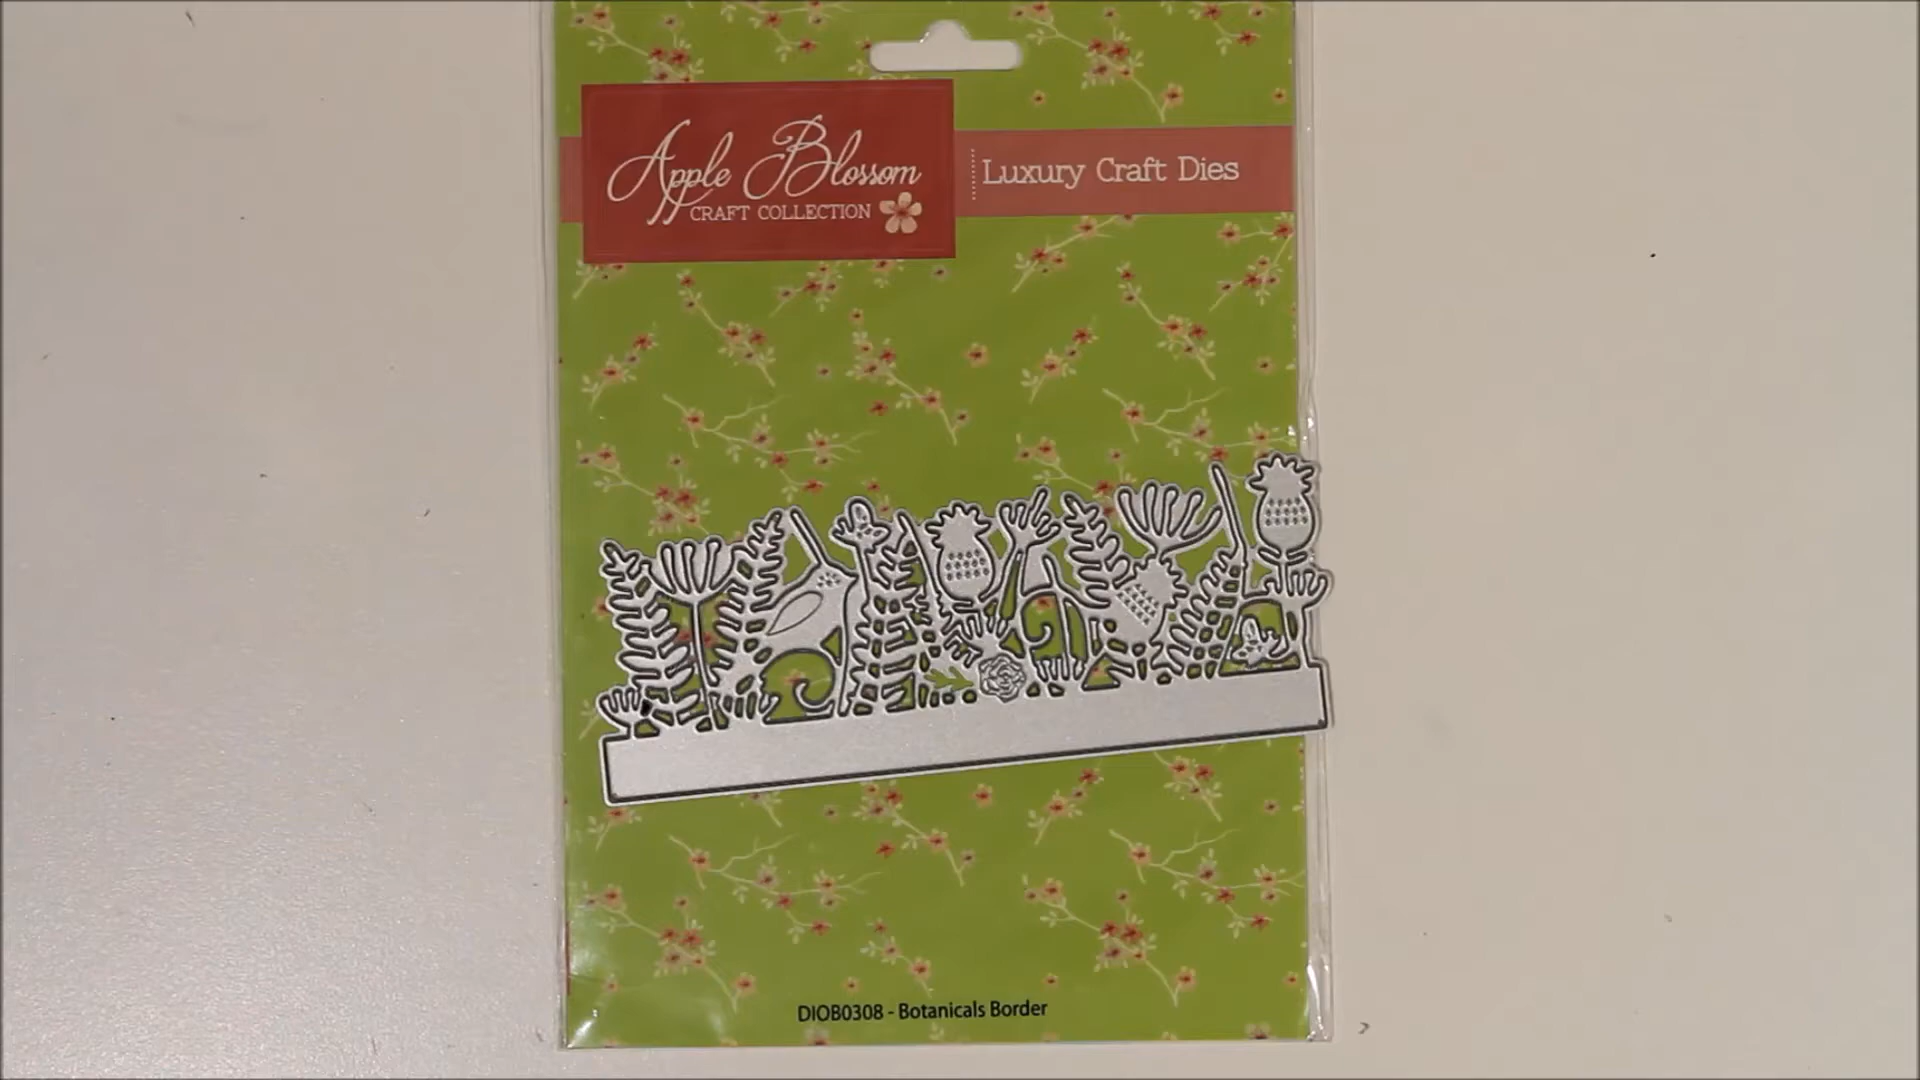 Apple Blossom
CRAFT COLLECTION
Luxury Craft Dies
DIOB0308 - Botanicals Border